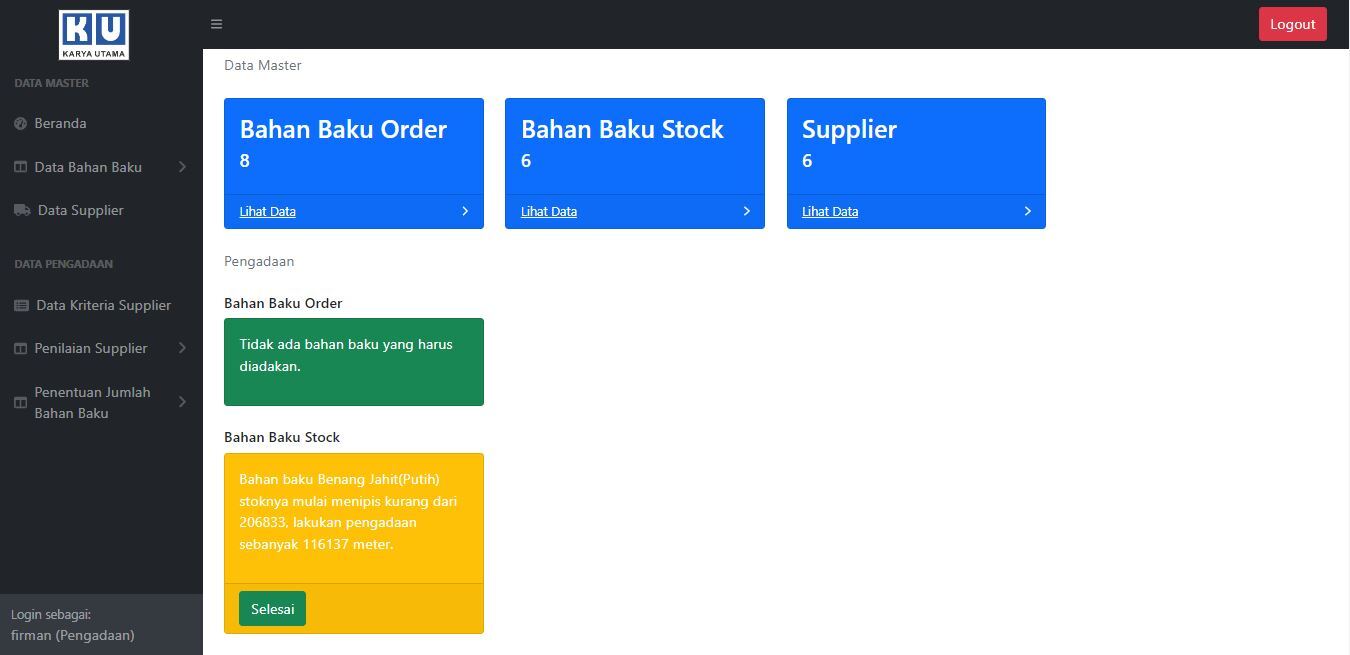 KU
KARYA UTAMA
Logout
DATA MASTER
Beranda
Data Bahan Baku
Data Supplier
DATA PENGADAAN
Data Kriteria Supplier
Penilaian Supplier
Penentuan Jumlah
Bahan Baku
Login sebagai:
firman (Pengadaan)
Data Master
Bahan Baku Order
8
Lihat Data
Bahan Baku Stock
6
Lihat Data
Supplier
6
Lihat Data
Pengadaan
Bahan Baku Order
Tidak ada bahan baku yang harus
diadakan.
Bahan Baku Stock
Bahan baku Benang Jahit(Putih)
stoknya mulai menipis kurang dari
206833, lakukan pengadaan
sebanyak 116137 meter.
Selesai